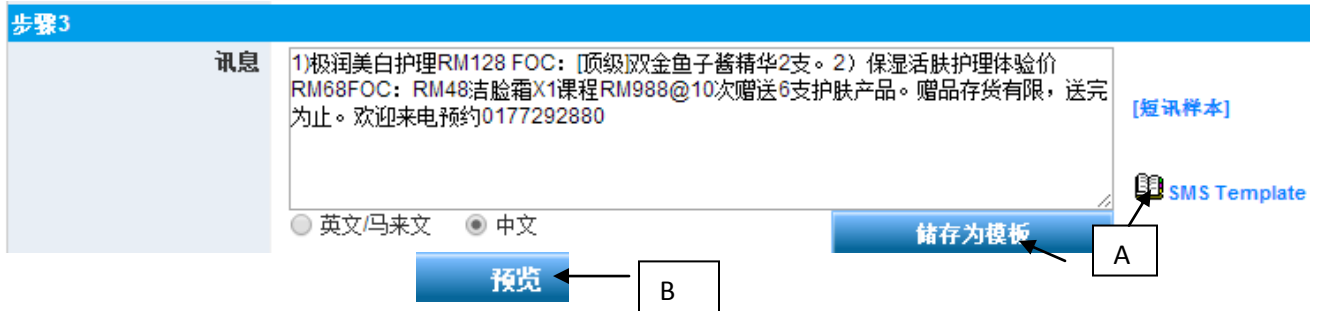 步骤3
讯息
1)极润美白护理RM128 FOC：[顶级]双金鱼子酱精华2支。2）保湿活肤护理体验价
RM68FOC：RM48洁脸霜X1课程RM988@10次赠送6支护肤产品。赠品存货有限，送完
为止。欢迎来电预约0177292880
[短讯样本]
SMS Template
英文/马来文 中文
储存为模板
A
预览
B